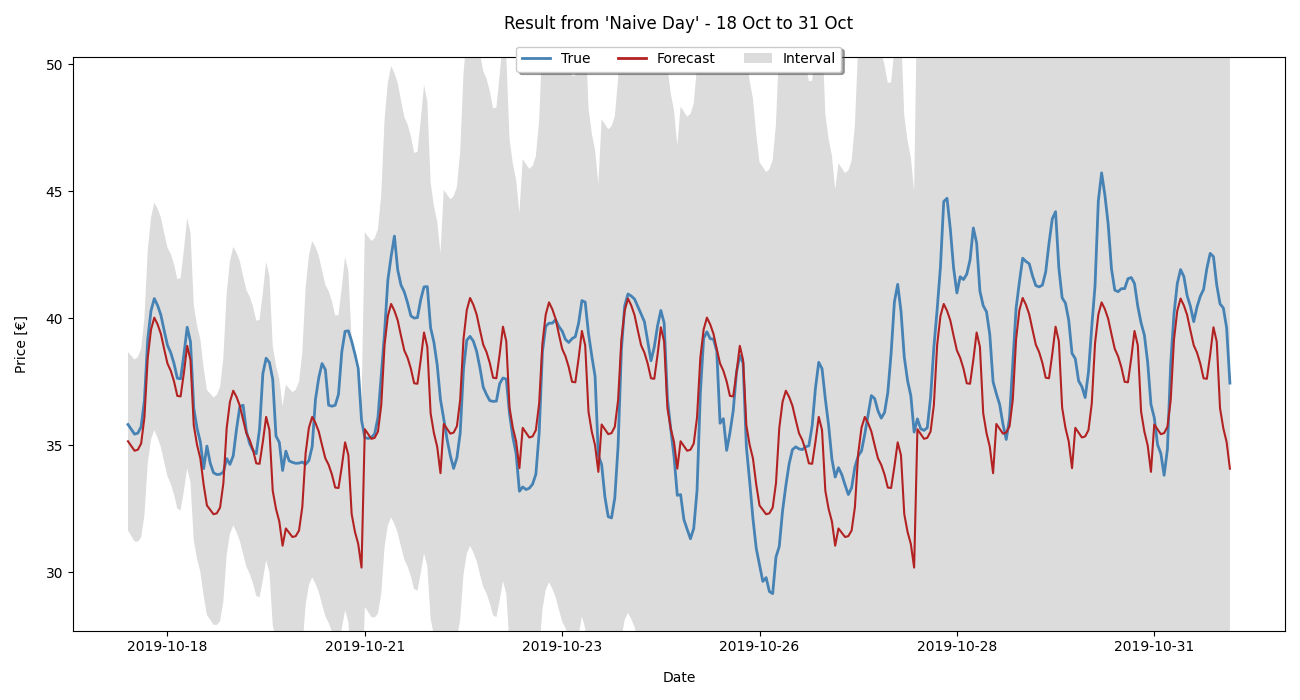 Result from 'Naive Day' - 18 Oct to 31 Oct
True Forecast Interval
Price [€]
50
45
40
35
30
2019-10-18 2019-10-21 2019-10-23 2019-10-26 2019-10-28 2019-10-31
Date